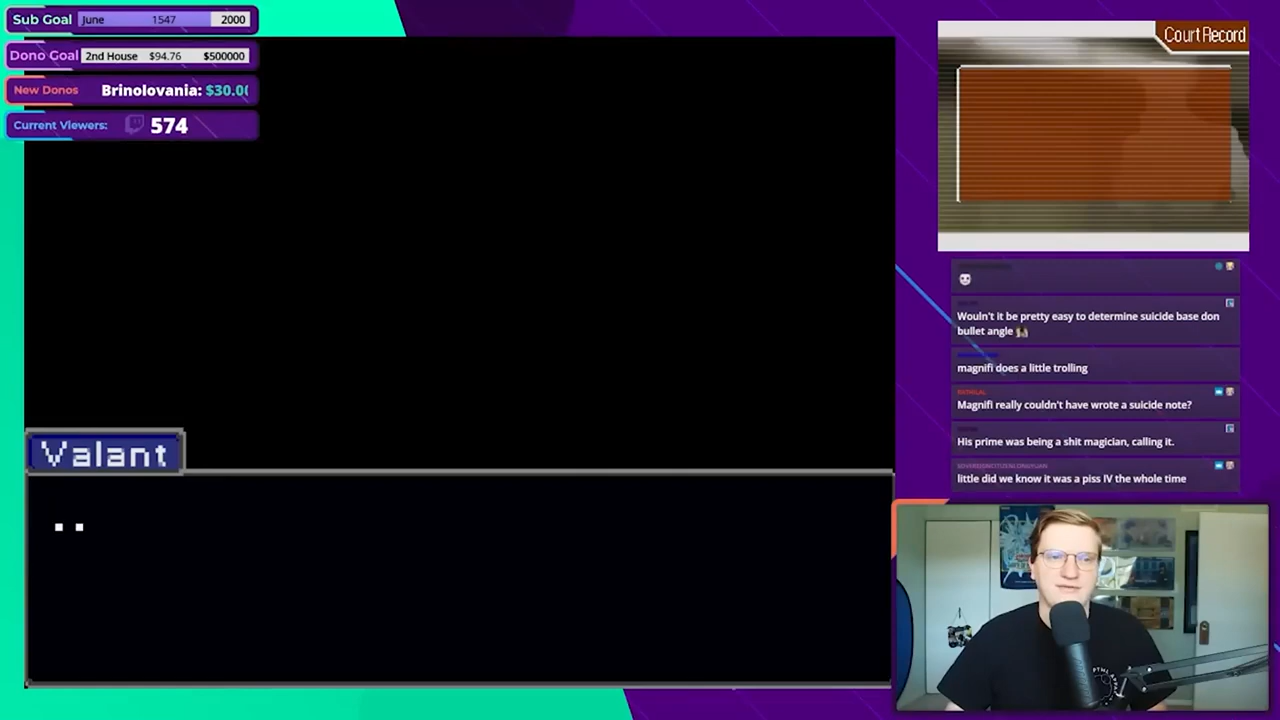 Sub Goal June 1547 2000
Dono Goal 2nd House $94.76 $500000
New Donos Brinolovania: $30.0
Current Viewers: 574
Court Record
Wouln't it be pretty easy to determine suicide base don
bullet angle
magnifi does a little trolling
Magnifi really couldn't have wrote a suicide note?
His prime was being a shit magician, calling it.
little did we know it was a piss IV the whole time
Valant
..